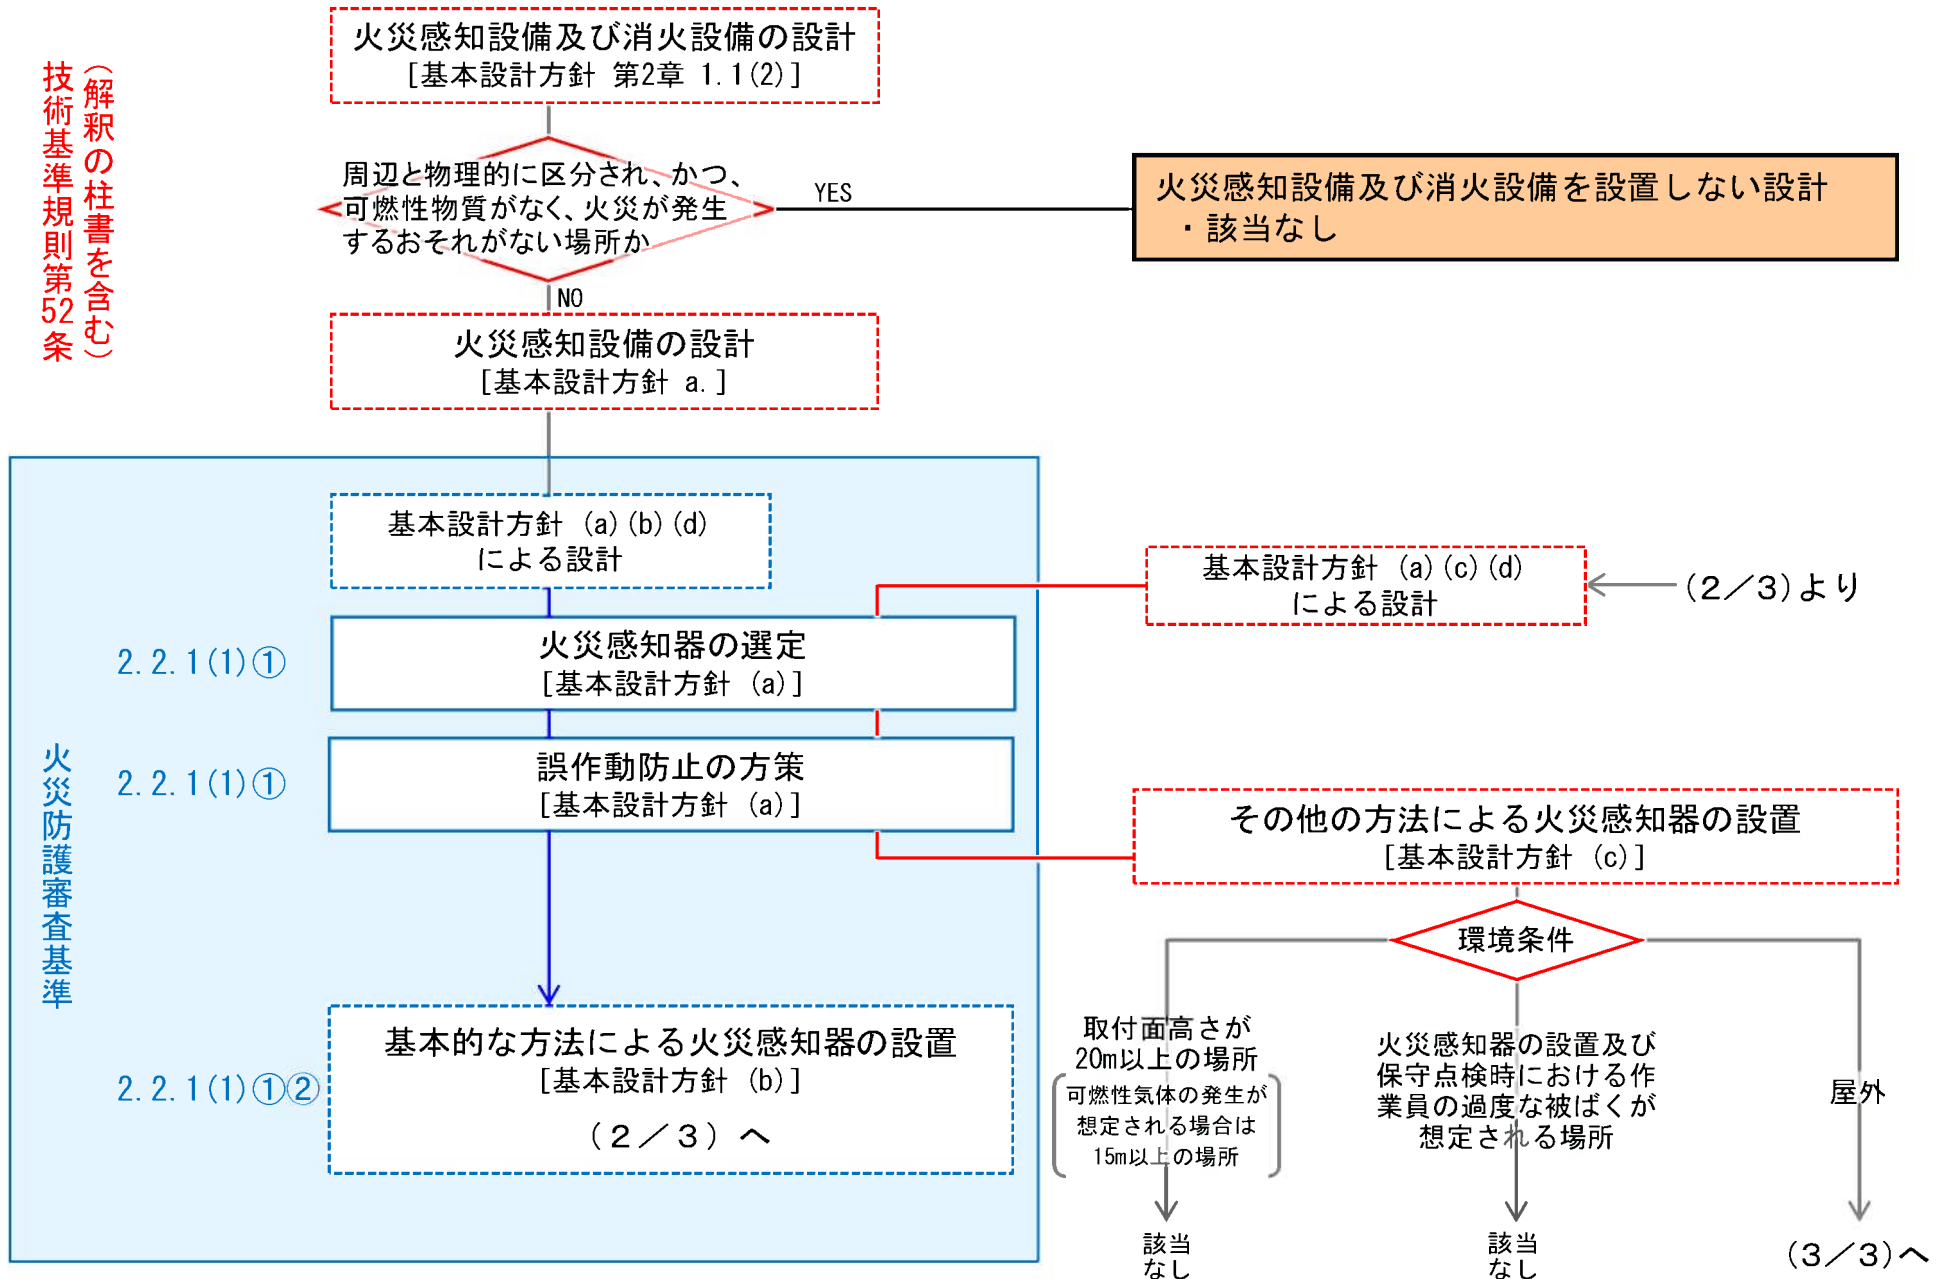 火災感知設備及び消火設備の設計
[基本設計方針 第2章 1.1(2)]
技術基準規則第52条
(解釈の柱書を含む)
周辺と物理的に区分され、かつ、
可燃性物質がなく、火災が発生
するおそれがない場所か
YES
火災感知設備及び消火設備を設置しない設計
・該当なし
NO
火災感知設備の設計
[基本設計方針 a.]
基本設計方針 (a)(b)(d)
による設計
基本設計方針 (a)(c)(d)
による設計
(2/3)より
2.2.1(1)①
火災感知器の選定
[基本設計方針 (a)]
火災防護審査基準
2.2.1(1)①
誤作動防止の方策
[基本設計方針 (a)]
その他の方法による火災感知器の設置
[基本設計方針 (c)]
環境条件
2.2.1(1)①②
基本的な方法による火災感知器の設置
[基本設計方針 (b)]
(2/3)へ
取付面高さが
20m以上の場所
可燃性気体の発生が
想定される場合は
15m以上の場所
該当
なし
火災感知器の設置及び
保守点検時における作
業員の過度な被ばくが
想定される場所
該当
なし
屋外
(3/3)へ